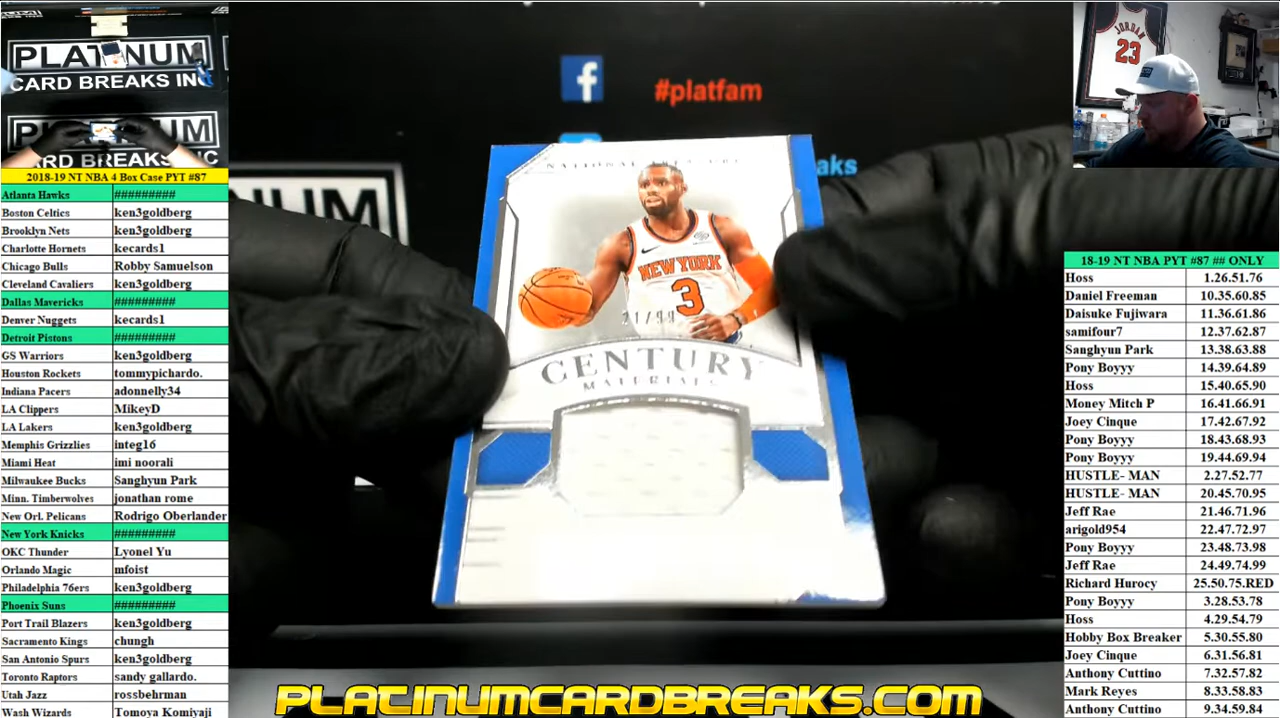 PLATINUM
CARD BREAKS INC
PLATINUM
CARD BREAKS INC
2018-19 NT NBA 4 Box Case PYT #87
Atlanta Hawks #########
Boston Celtics ken3goldberg
Brooklyn Nets ken3goldberg
Charlotte Hornets kecards1
Chicago Bulls Robby Samuelson
Cleveland Cavaliers ken3goldberg
Dallas Mavericks #########
Denver Nuggets kecards1
Detroit Pistons #########
GS Warriors ken3goldberg
Houston Rockets tommypichardo.
Indiana Pacers adonnelly34
LA Clippers MikeyD
LA Lakers ken3goldberg
Memphis Grizzlies integ16
Miami Heat imi noorali
Milwaukee Bucks Sanghyun Park
Minn. Timberwolves jonathan rome
New Orl. Pelicans Rodrigo Oberlander
New York Knicks #########
OKC Thunder Lyonel Yu
Orlando Magic mfoist
Philadelphia 76ers ken3goldberg
Phoenix Suns #########
Port Trail Blazers ken3goldberg
Sacramento Kings chungh
San Antonio Spurs ken3goldberg
Toronto Raptors sandy gallardo.
Utah Jazz rossbehrman
Wash Wizards Tomoya Komiyaji
f
#platfam
eaks
NATIONAL TREASURES
NEW YORK
3
21/99
CENTURY
MATERIALS
JORDAN
23
18-19 NT NBA PYT #87 ## ONLY
Hoss 1.26.51.76
Daniel Freeman 10.35.60.85
Daisuke Fujiwara 11.36.61.86
samifour7 12.37.62.87
Sanghyun Park 13.38.63.88
Pony Boyyy 14.39.64.89
Hoss 15.40.65.90
Money Mitch P 16.41.66.91
Joey Cinque 17.42.67.92
Pony Boyyy 18.43.68.93
Pony Boyyy 19.44.69.94
HUSTLE- MAN 2.27.52.77
HUSTLE- MAN 20.45.70.95
Jeff Rae 21.46.71.96
arigold954 22.47.72.97
Pony Boyyy 23.48.73.98
Jeff Rae 24.49.74.99
Richard Hurocy 25.50.75.RED
Pony Boyyy 3.28.53.78
Hoss 4.29.54.79
Hobby Box Breaker 5.30.55.80
Joey Cinque 6.31.56.81
Anthony Cuttino 7.32.57.82
Mark Reyes 8.33.58.83
Anthony Cuttino 9.34.59.84
PLATINUMCARDBREAKS.COM